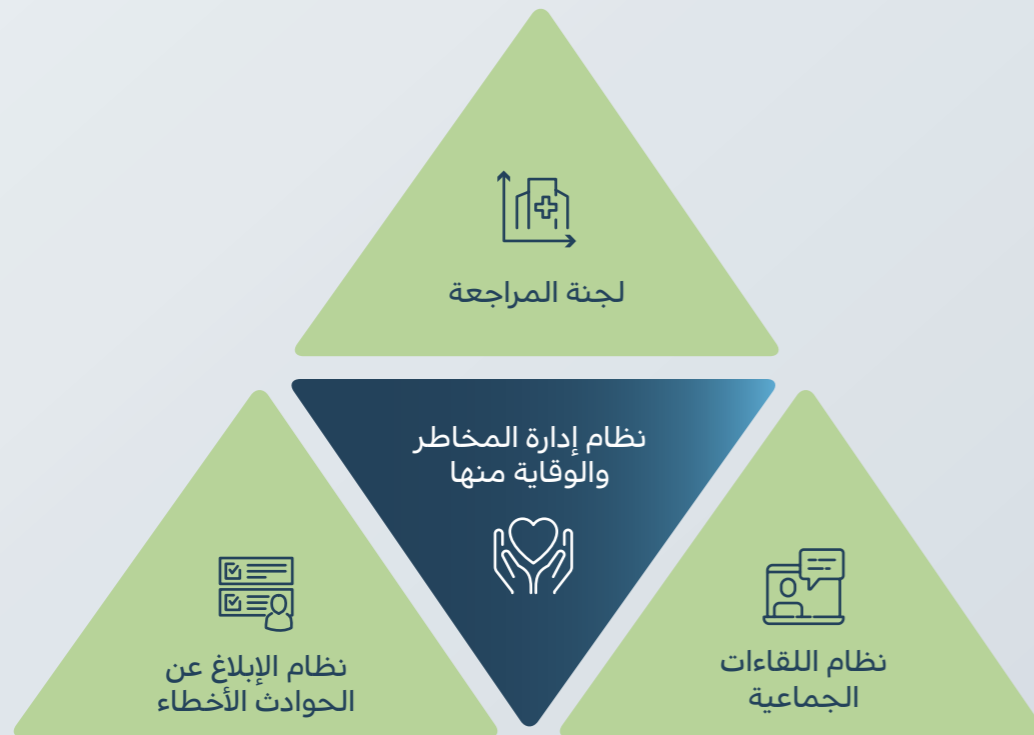 لجنة المراجعة
نظام إدارة المخاطر
والوقاية منها
نظام اللقاءات
الجماعية
نظام الإبلاغ عن
الحوادث الأخطاء